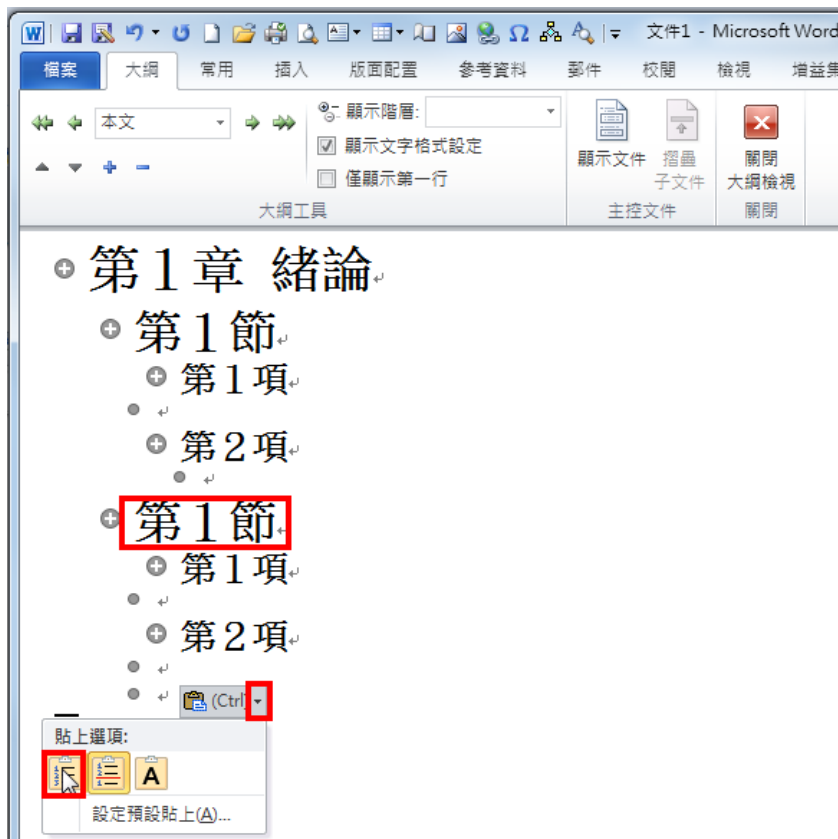 文件1 - Microsoft Word
檔案 大綱 常用 插入 版面配置 參考資料 郵件 校閱 檢視 增益集
本文 顯示階層:
顯示文字格式設定
僅顯示第一行
顯示文件 摺疊子文件 關閉大綱檢視
大綱工具 主控文件 關閉
第1章 緒論
第1節
第1項
第2項
第1節
第1項
第2項
(Ctrl)
貼上選項:
A
設定預設貼上(A)...